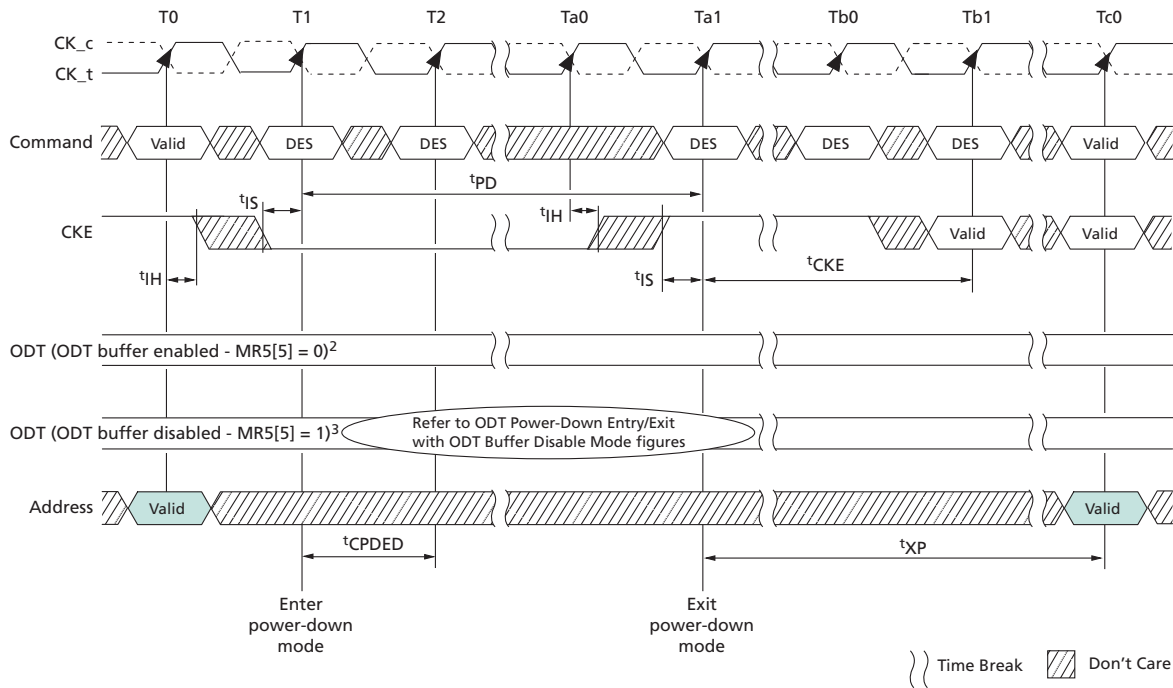 T0 T1 T2 Ta0 Ta1 Tb0 Tb1 Tc0
CK_c
CK_t
Command Valid DES DES DES DES DES Valid
tPD
tIS
tIH
CKE Valid Valid
tIH
tIS
tCKE
ODT (ODT buffer enabled - MR5[5] = 0)2
ODT (ODT buffer disabled - MR5[5] = 1)3
Refer to ODT Power-Down Entry/Exit
with ODT Buffer Disable Mode figures
Address Valid Valid
tCPDED
tXP
Enter
power-down
mode
Exit
power-down
mode
Time Break
Don't Care